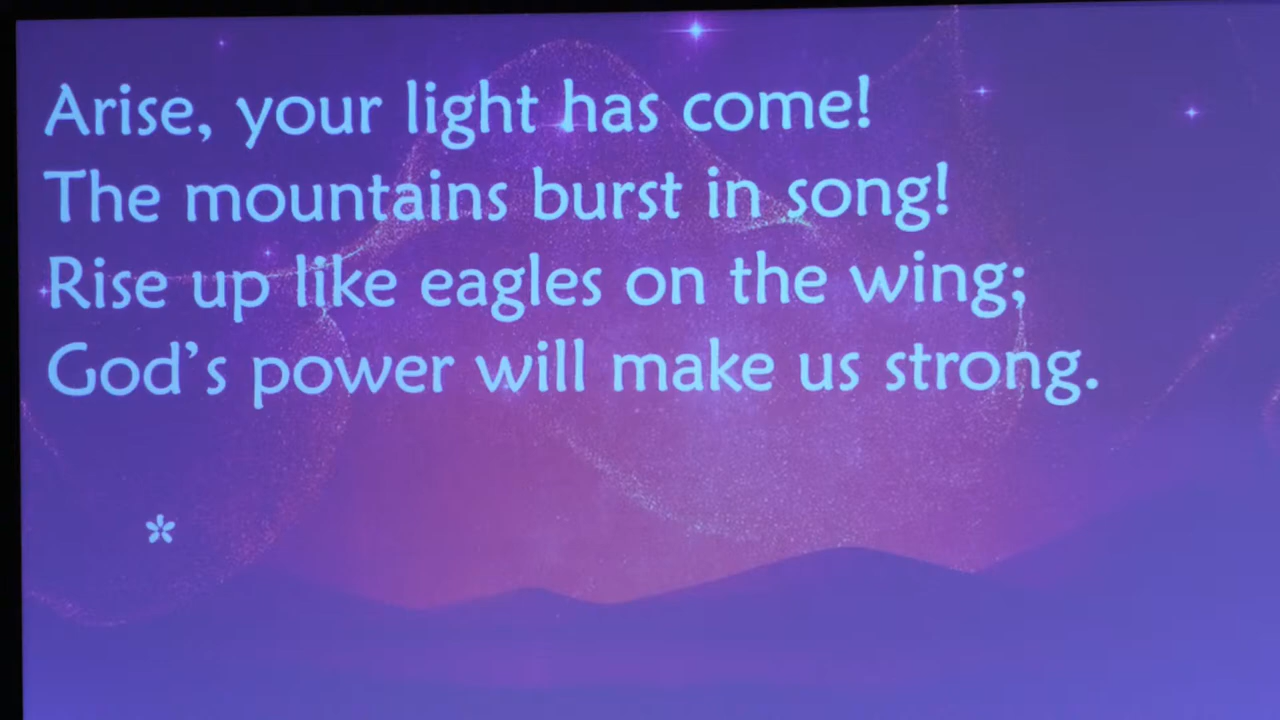 Arise, your light has come!
The mountains burst in song!
Rise up like eagles on the wing;
God’s power will make us strong.
*